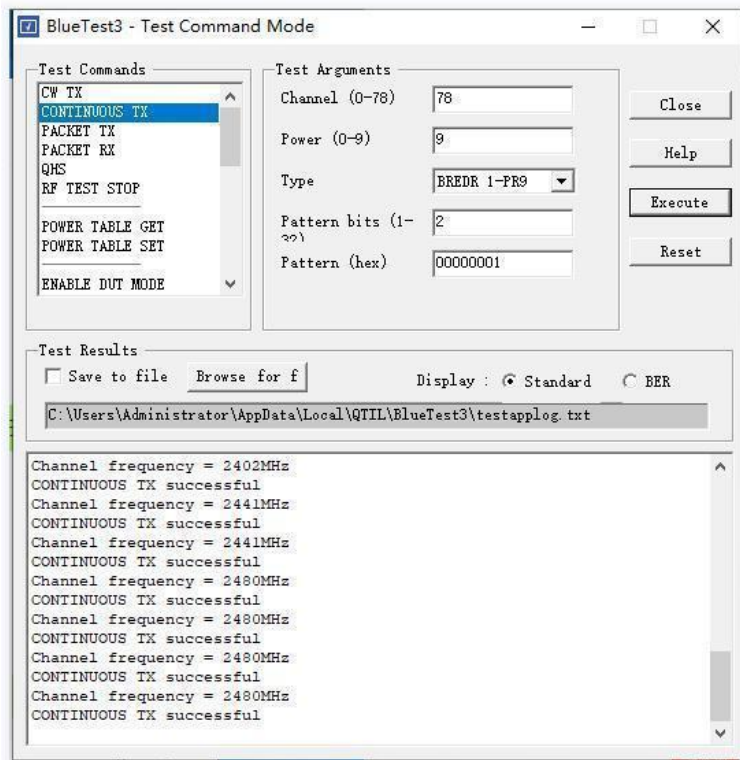 BlueTest3 - Test Command Mode
Test Commands
CW TX
CONTINUOUS TX
PACKET TX
PACKET RX
QHS
RF TEST STOP
POWER TABLE GET
POWER TABLE SET
ENABLE DUT MODE
Test Arguments
Channel (0-78) 78
Power (0-9) 9
Type BREDR 1-PR9
Pattern bits (1-
32) 2
Pattern (hex) 00000001
Close
Help
Execute
Reset
Test Results
Save to file Browse for f Display : Standard BER
C:\Users\Administrator\AppData\Local\QTIL\BlueTest3\testapplog.txt
Channel frequency = 2402MHz
CONTINUOUS TX successful
Channel frequency = 2441MHz
CONTINUOUS TX successful
Channel frequency = 2441MHz
CONTINUOUS TX successful
Channel frequency = 2480MHz
CONTINUOUS TX successful
Channel frequency = 2480MHz
CONTINUOUS TX successful
Channel frequency = 2480MHz
CONTINUOUS TX successful
Channel frequency = 2480MHz
CONTINUOUS TX successful